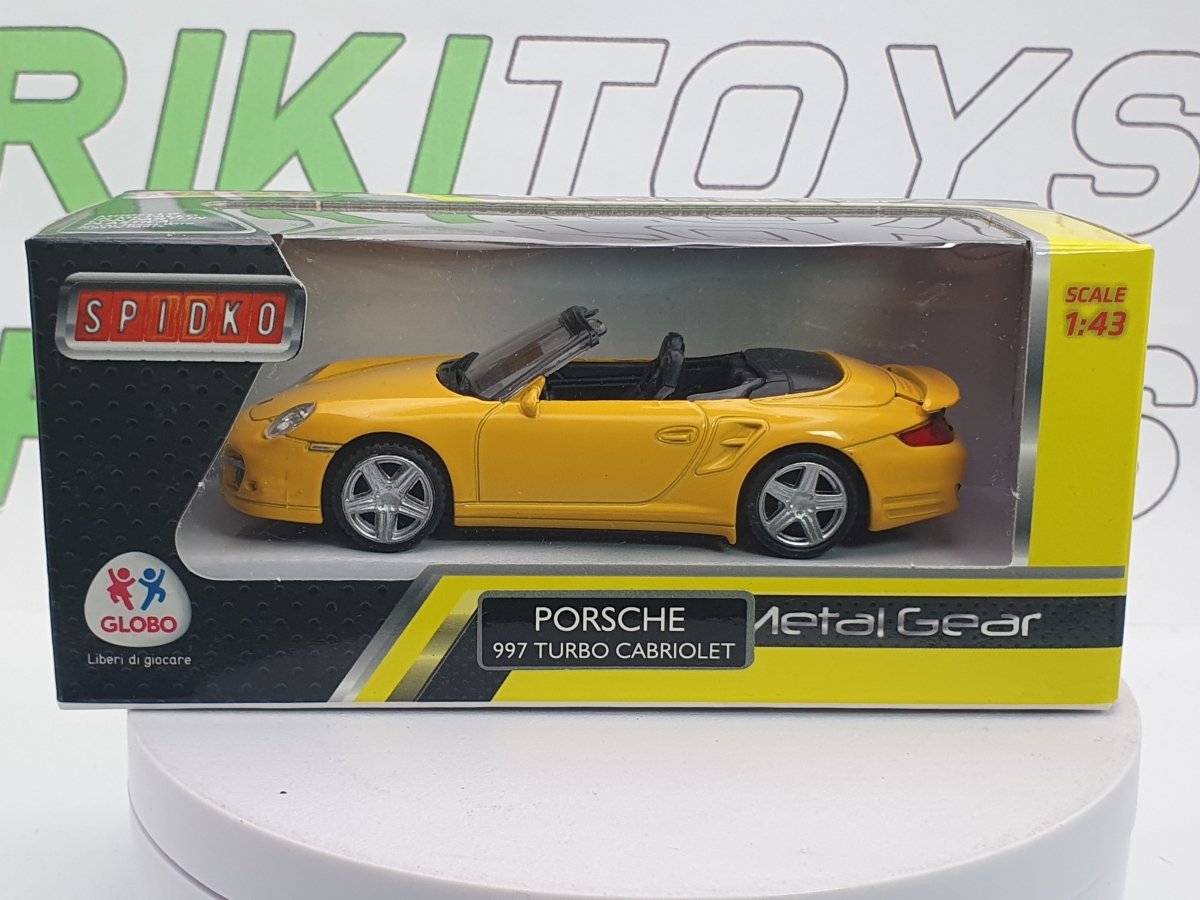 RIKITOYS
SPIDKO
SCALE
1:43
GLOBO
Liberi di giocare
PORSCHE
997 TURBO CABRIOLET
Metal Gear